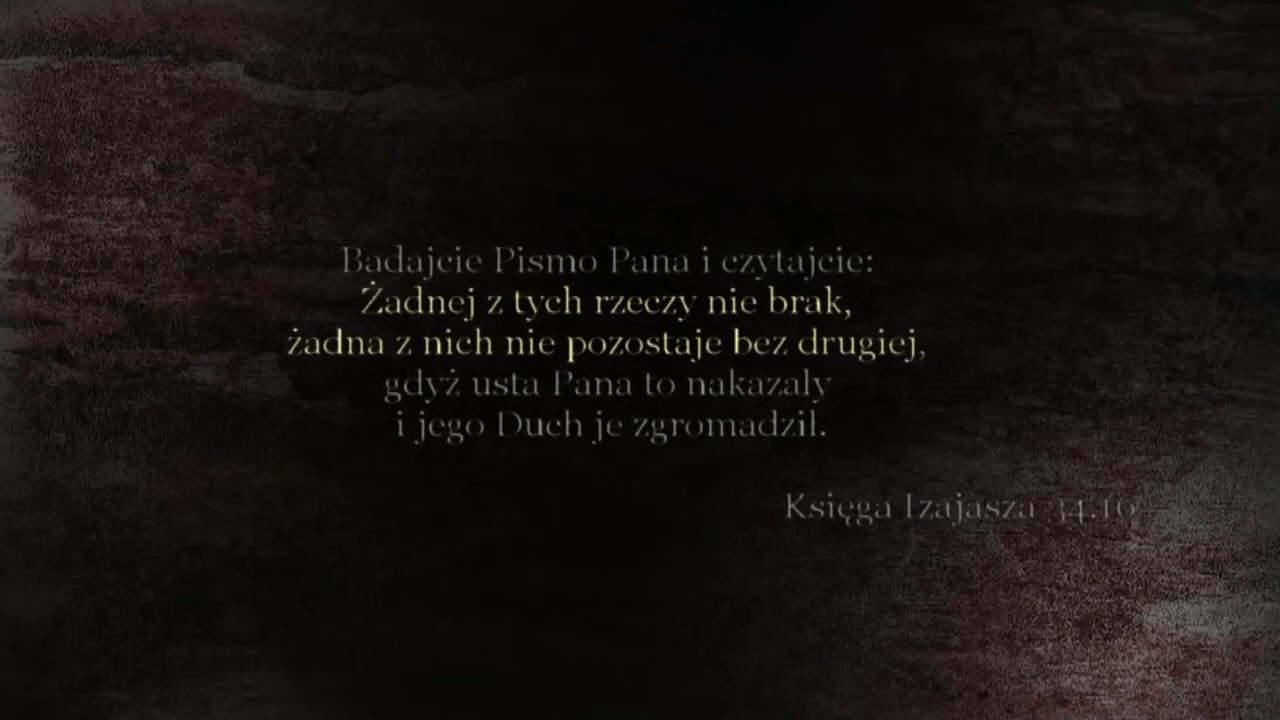 Badajcie Pismo Pana i czytajcie:
Żadnej z tych rzeczy nie brak,
żadna z nich nie pozostaje bez drugiej,
gdyż usta Pana to nakazały
i jego Duch je zgromadził.
Księga Izajasza 34.16